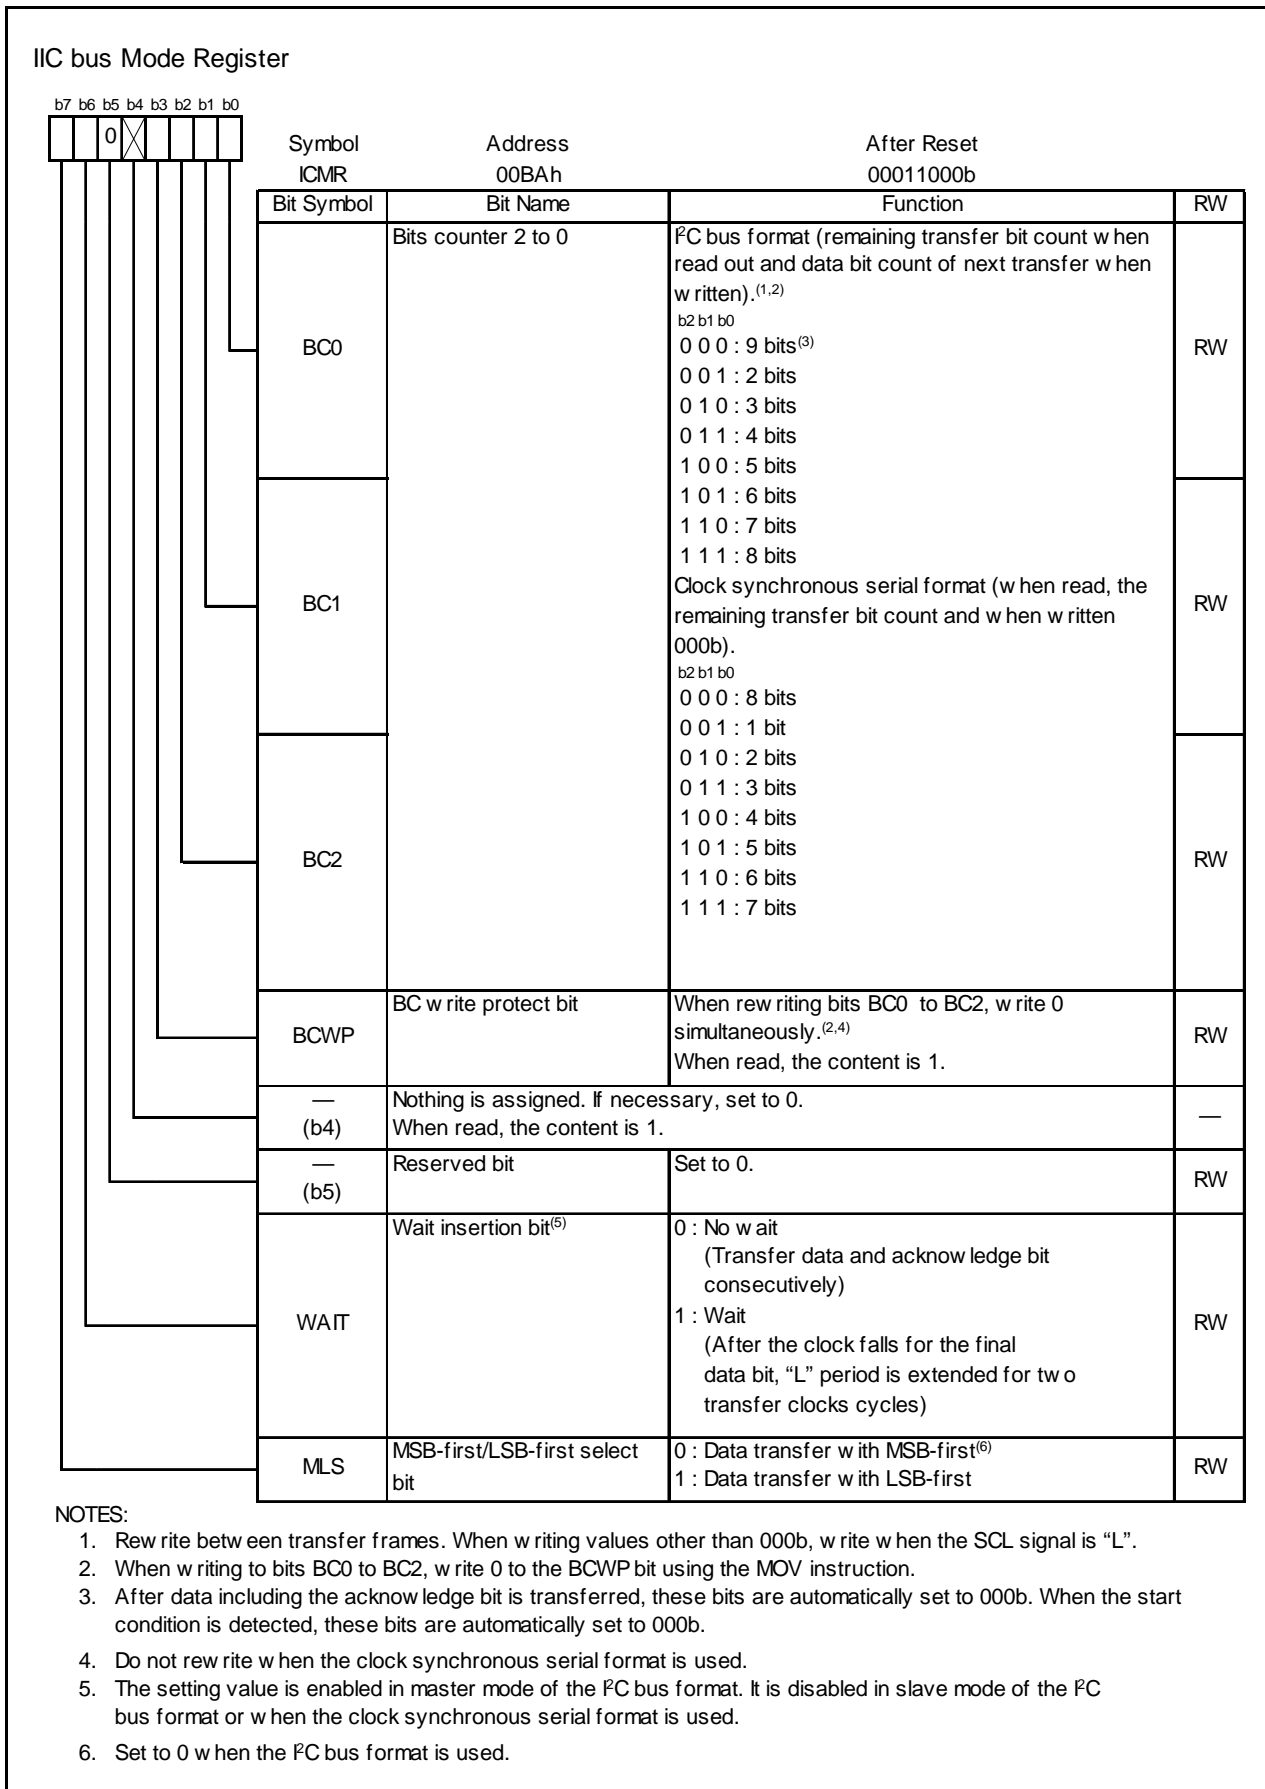 IIC bus Mode Register
b7 b6 b5 b4 b3 b2 b1 b0
0
Symbol Address After Reset
ICMR 00BAh 00011000b
Bit Symbol Bit Name Function RW
BC0 Bits counter 2 to 0 I²C bus format (remaining transfer bit count when
read out and data bit count of next transfer when
written).(1,2)
b2 b1 b0
0 0 0 : 9 bits(3) RW
0 0 1 : 2 bits
0 1 0 : 3 bits
0 1 1 : 4 bits
1 0 0 : 5 bits
1 0 1 : 6 bits
1 1 0 : 7 bits
1 1 1 : 8 bits
Clock synchronous serial format (when read, the
BC1 remaining transfer bit count and when written RW
000b).
b2 b1 b0
0 0 0 : 8 bits
0 0 1 : 1 bit
0 1 0 : 2 bits
0 1 1 : 3 bits
1 0 0 : 4 bits
1 0 1 : 5 bits
BC2 RW
1 1 0 : 6 bits
1 1 1 : 7 bits
BCWP BC write protect bit When rewriting bits BC0 to BC2, write 0
simultaneously.(2,4) RW
When read, the content is 1.
— Nothing is assigned. If necessary, set to 0. —
(b4) When read, the content is 1.
— Reserved bit Set to 0. RW
(b5)
Wait insertion bit(5) 0 : No wait
(Transfer data and acknowledge bit
consecutively)
WAIT 1 : Wait RW
(After the clock falls for the final
data bit, “L” period is extended for two
transfer clocks cycles)
MLS MSB-first/LSB-first select 0 : Data transfer with MSB-first(6) RW
bit 1 : Data transfer with LSB-first
NOTES:
1. Rewrite between transfer frames. When writing values other than 000b, write when the SCL signal is “L”.
2. When writing to bits BC0 to BC2, write 0 to the BCWP bit using the MOV instruction.
3. After data including the acknowledge bit is transferred, these bits are automatically set to 000b. When the start
condition is detected, these bits are automatically set to 000b.
4. Do not rewrite when the clock synchronous serial format is used.
5. The setting value is enabled in master mode of the I²C bus format. It is disabled in slave mode of the I²C
bus format or when the clock synchronous serial format is used.
6. Set to 0 when the I²C bus format is used.